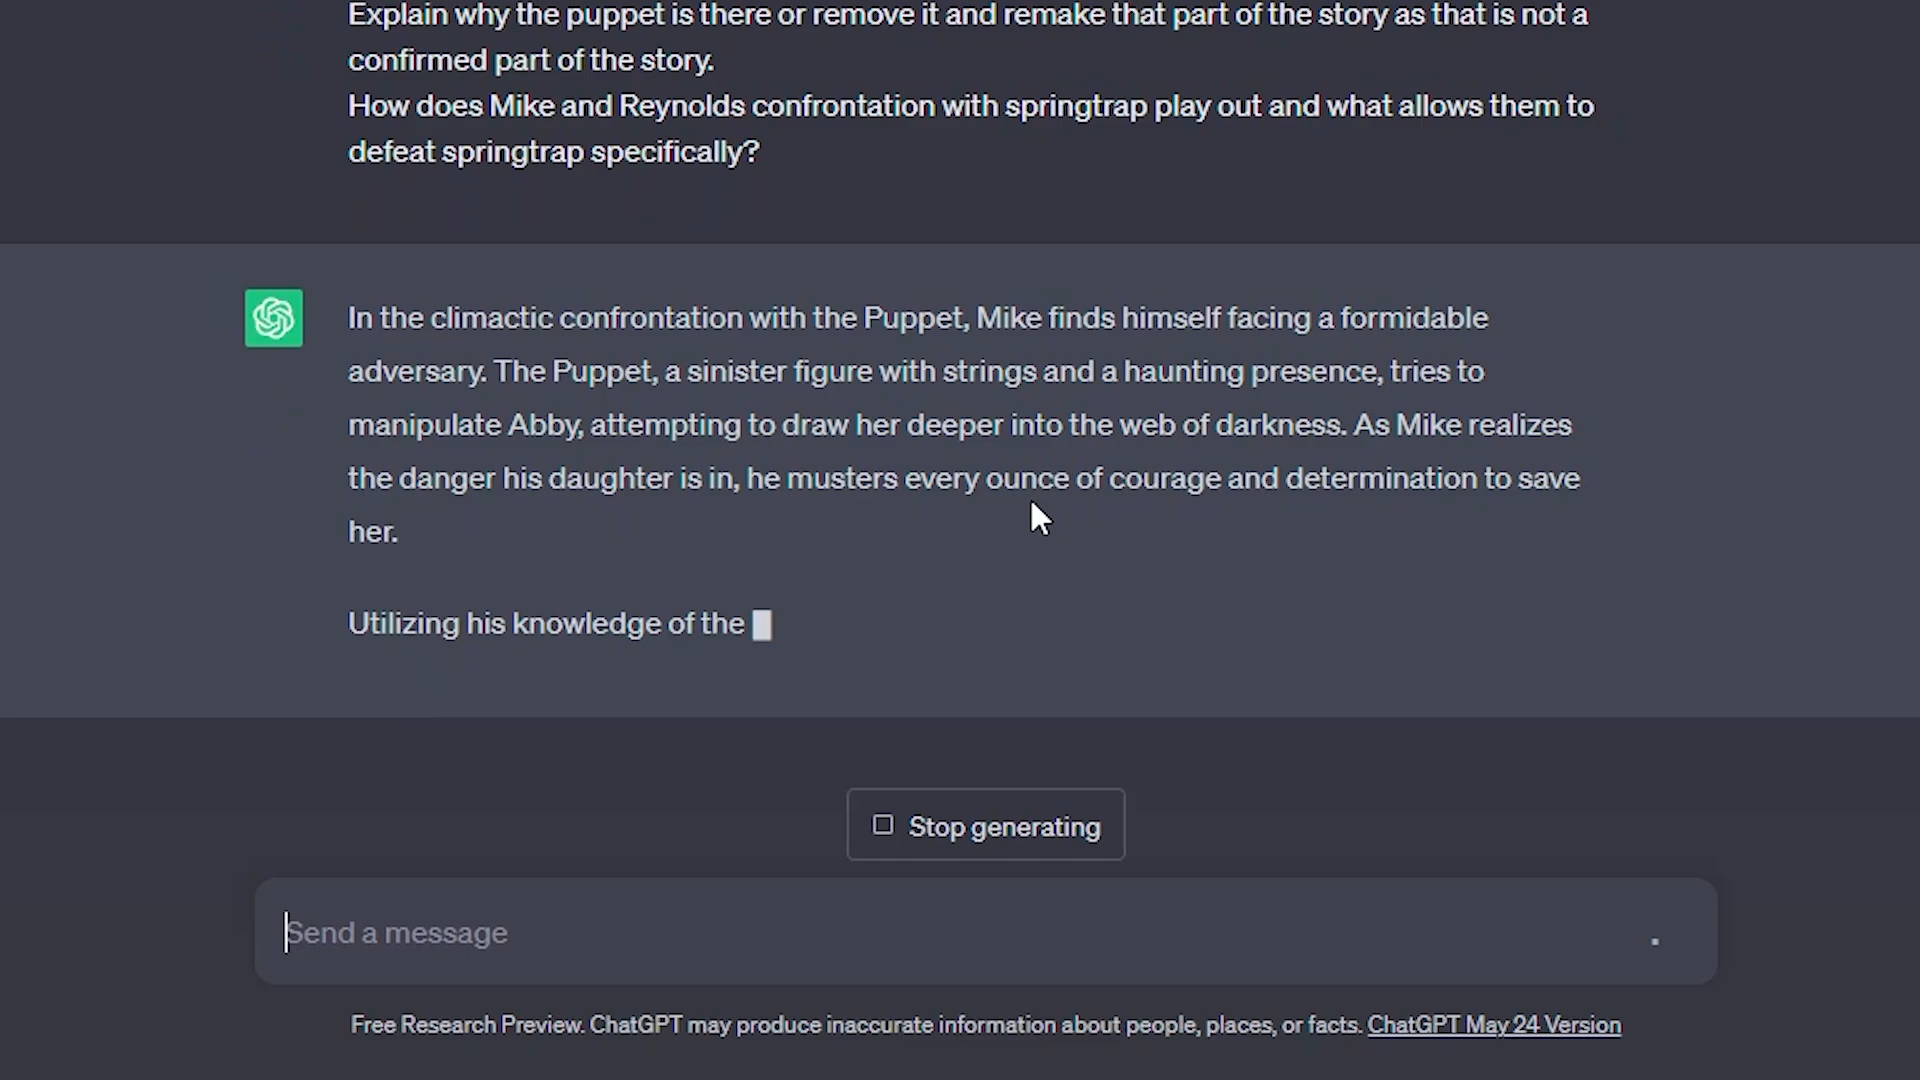 Explain why the puppet is there or remove it and remake that part of the story as that is not a
confirmed part of the story.
How does Mike and Reynolds confrontation with springtrap play out and what allows them to
defeat springtrap specifically?
In the climactic confrontation with the Puppet, Mike finds himself facing a formidable
adversary. The Puppet, a sinister figure with strings and a haunting presence, tries to
manipulate Abby, attempting to draw her deeper into the web of darkness. As Mike realizes
the danger his daughter is in, he musters every ounce of courage and determination to save
her.
Utilizing his knowledge of the
Stop generating
Send a message
Free Research Preview. ChatGPT may produce inaccurate information about people, places, or facts. ChatGPT May 24 Version